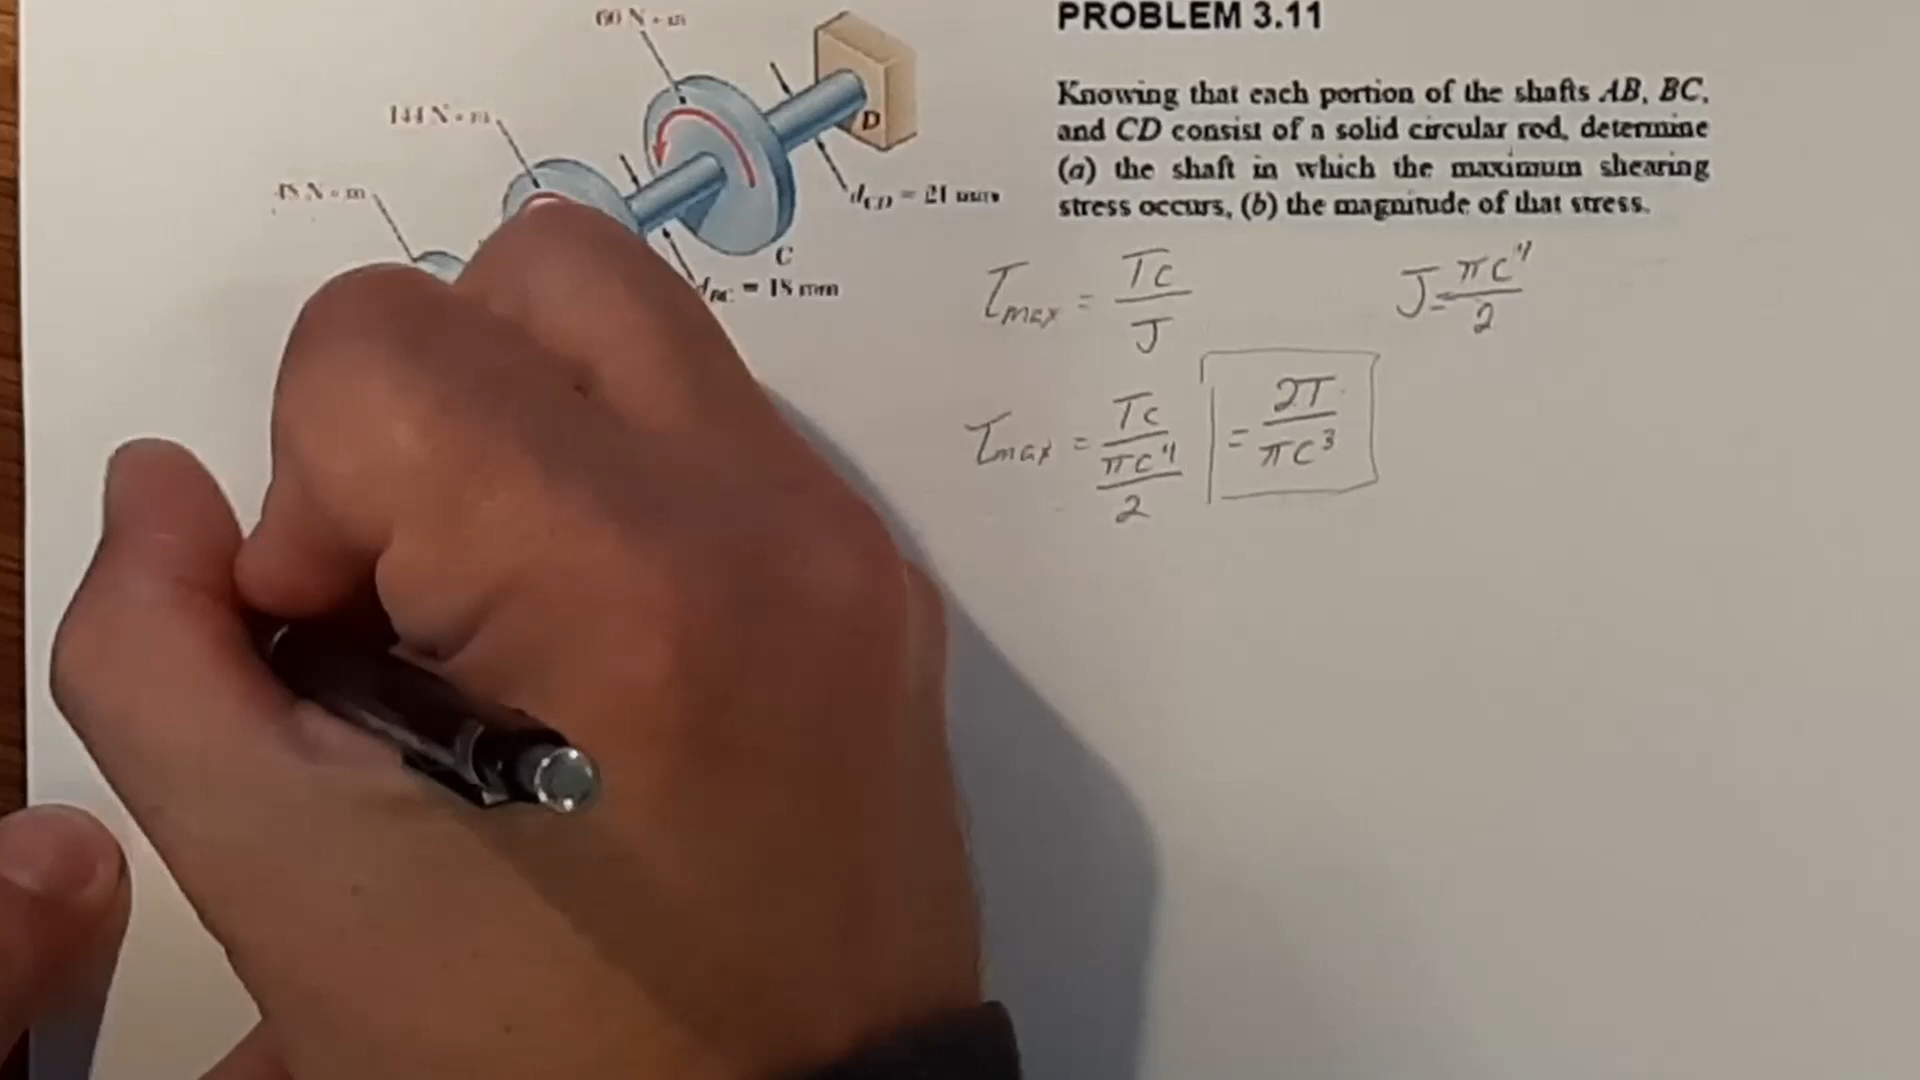 60 N · m
PROBLEM 3.11
Knowing that each portion of the shafts AB, BC,
and CD consist of a solid circular rod, determine
(a) the shaft in which the maximum shearing
stress occurs, (b) the magnitude of that stress.
144 N · m
D
48 N · m
d_CD = 21 mm
C
d_BC = 18 mm
τmax = Tc / J
J = πc⁴ / 2
τmax = Tc / (πc⁴ / 2) = 2T / πc³